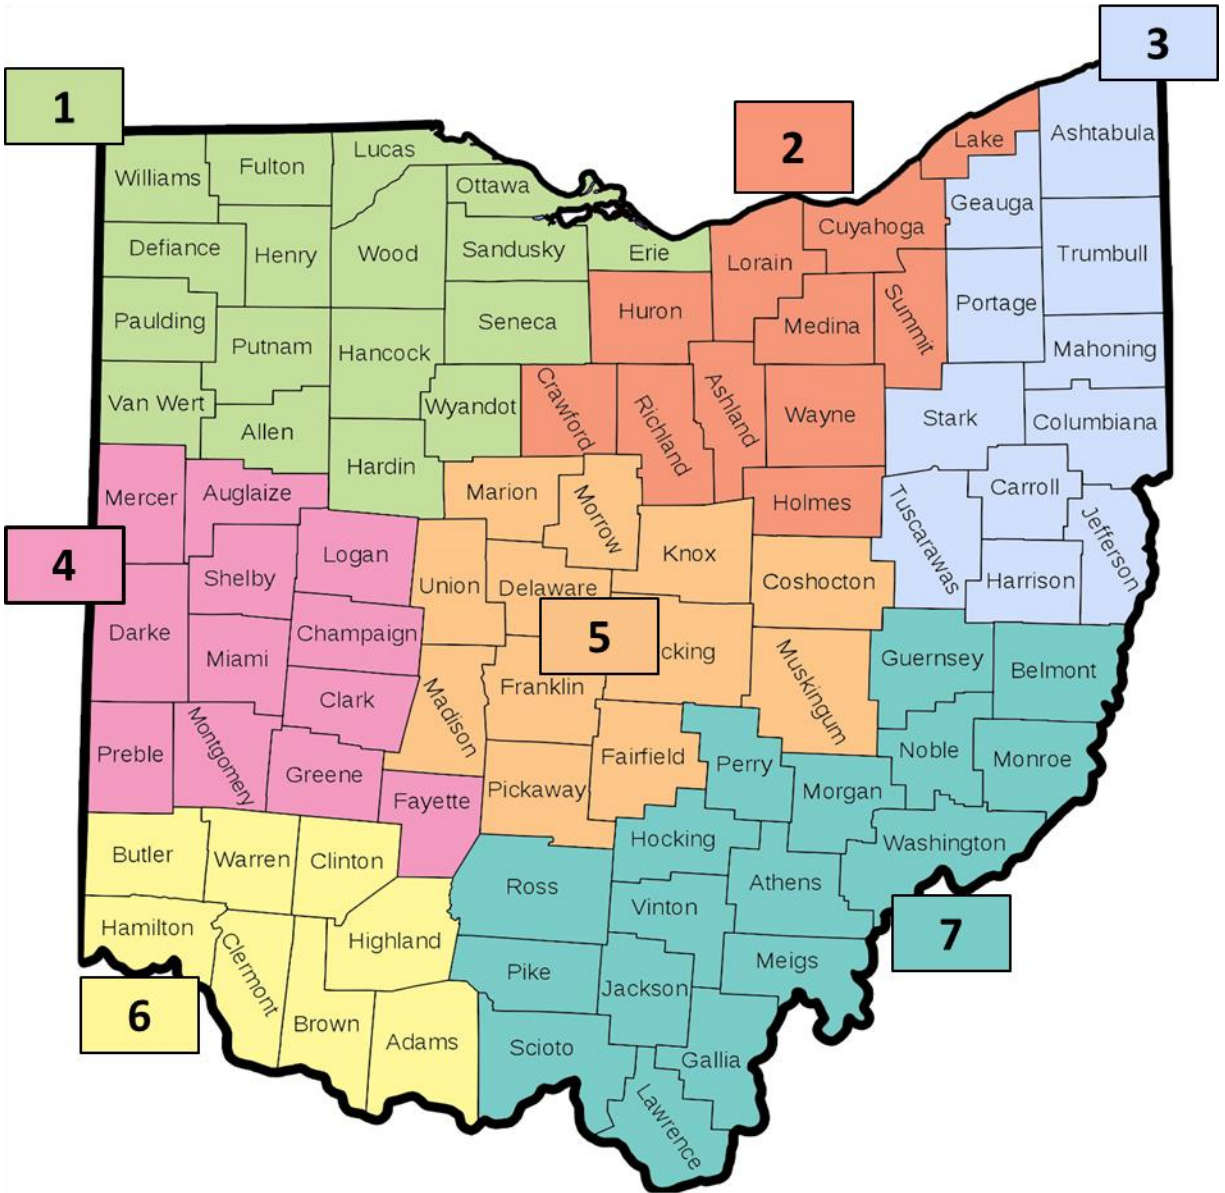 3
1
2
Lake
Ashtabula
Lucas
Fulton
Williams
Ottawa
Geauga
Cuyahoga
Defiance
Henry
Wood
Sandusky
Erie
Lorain
Trumbull
Paulding
Seneca
Huron
Medina
Summit
Portage
Putnam
Hancock
Mahoning
Van Wert
Allen
Wyandot
Crawford
Richland
Ashland
Wayne
Stark
Columbiana
Hardin
Mercer
Auglaize
Marion
Morrow
Holmes
Tuscarawas
Carroll
Jefferson
4
Logan
Shelby
Union
Delaware
Knox
Coshocton
Harrison
Darke
Champaign
5
cking
Muskingum
Miami
Guernsey
Belmont
Clark
Madison
Franklin
Preble
Montgomery
Greene
Fairfield
Perry
Noble
Monroe
Fayette
Pickaway
Morgan
Butler
Warren
Clinton
Hocking
Washington
Ross
Athens
Vinton
Hamilton
Highland
7
Clermont
Pike
Jackson
Meigs
6
Brown
Adams
Scioto
Gallia
Lawrence